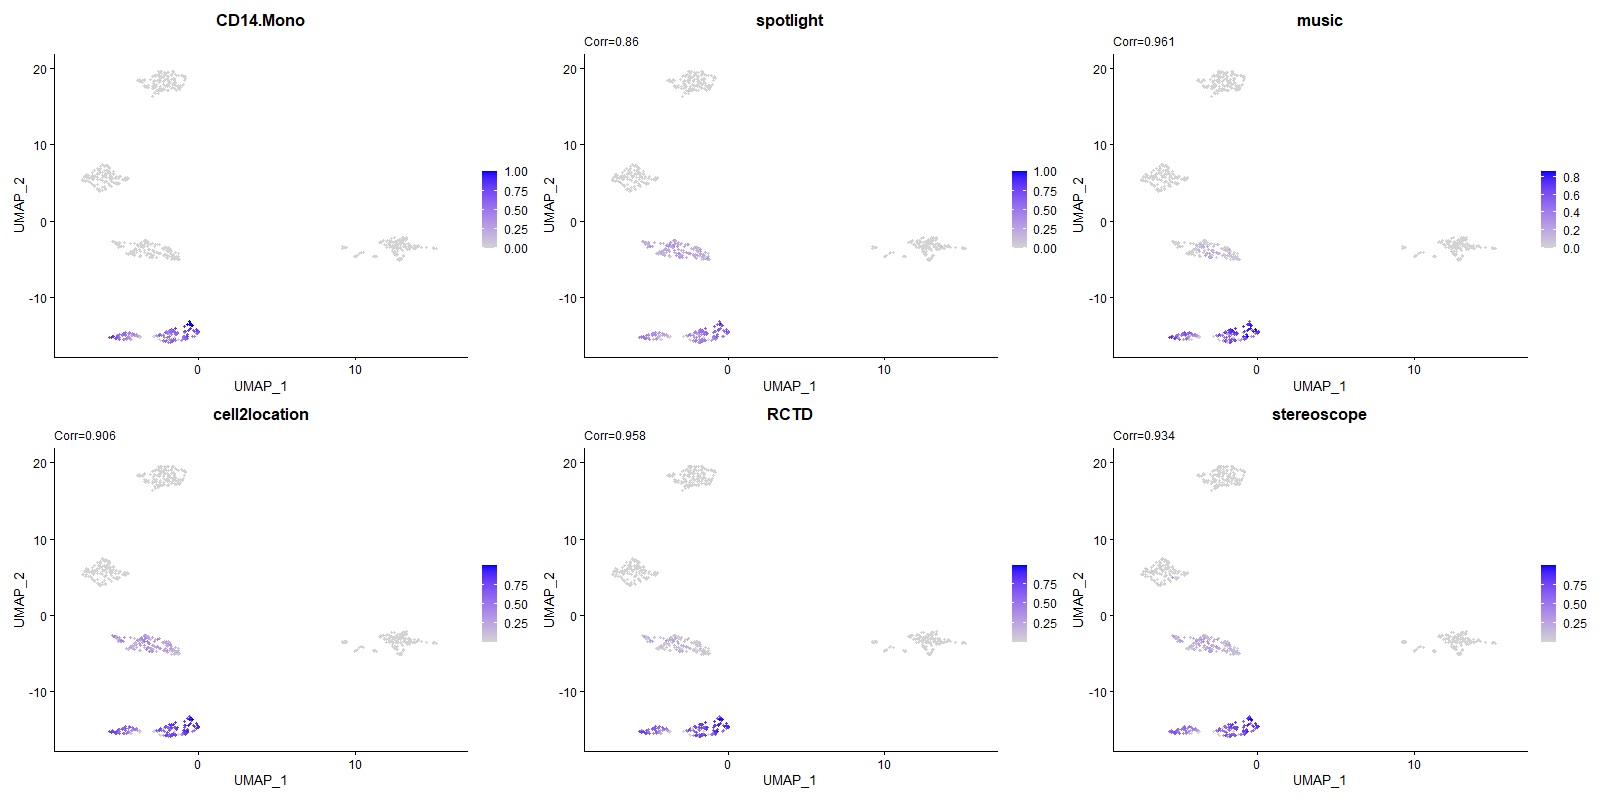 CD14.Mono
UMAP_2
20
10
0
-10
0
10
UMAP_1
1.00
0.75
0.50
0.25
0.00
spotlight
Corr=0.86
UMAP_2
20
10
0
-10
0
10
UMAP_1
1.00
0.75
0.50
0.25
0.00
music
Corr=0.961
UMAP_2
20
10
0
-10
0
10
UMAP_1
0.8
0.6
0.4
0.2
0.0
cell2location
Corr=0.906
UMAP_2
20
10
0
-10
0
10
UMAP_1
0.75
0.50
0.25
RCTD
Corr=0.958
UMAP_2
20
10
0
-10
0
10
UMAP_1
0.75
0.50
0.25
stereoscope
Corr=0.934
UMAP_2
20
10
0
-10
0
10
UMAP_1
0.75
0.50
0.25